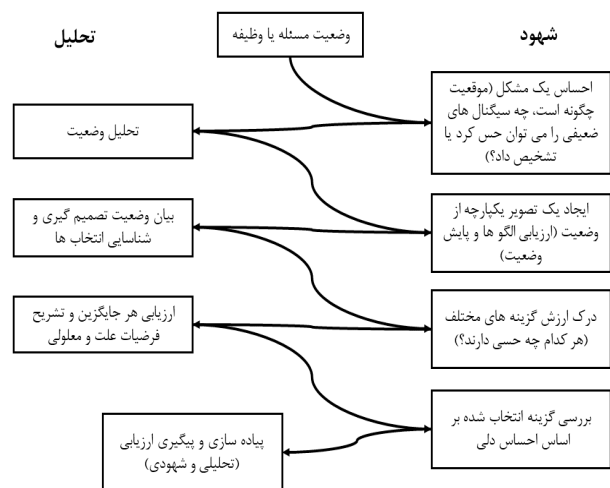 شهود
تحلیل
وضعیت مسئله یا وظیفه
احساس یک مشکل (موقعیت
چگونه است، چه سیگنال های
ضعیفی را می توان حس کرد یا
تشخیص داد؟)
تحلیل وضعیت
ایجاد یک تصویر یکپارچه از
وضعیت (ارزیابی الگو ها و پایش
وضعیت)
بیان وضعیت تصمیم گیری و
شناسایی انتخاب ها
درک ارزش گزینه های مختلف
(هر کدام چه حسی دارند؟)
ارزیابی هر جایگزین و تشریح
فرضیات علت و معلولی
بررسی گزینه انتخاب شده بر
اساس احساس دلی
پیاده سازی و پیگیری ارزیابی
(تحلیلی و شهودی)